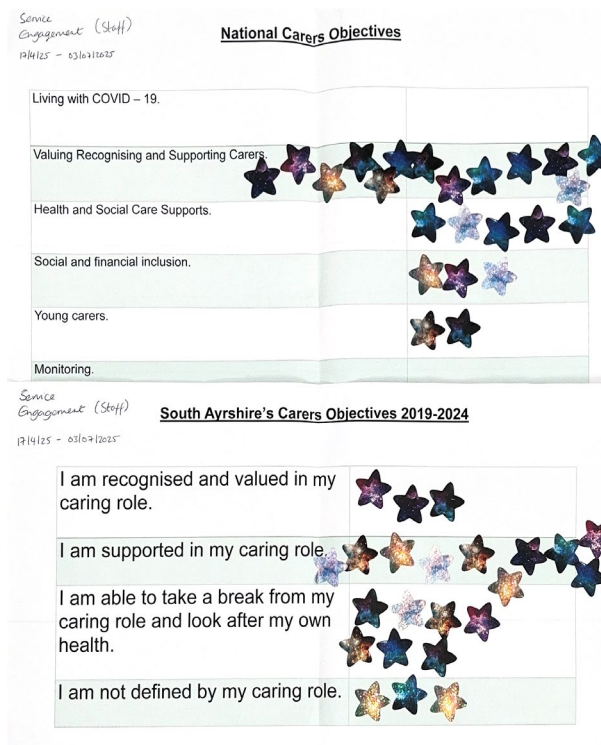 Service
Engagement (Staff)
17/4/25 - 03/07/2025
National Carers Objectives
Living with COVID – 19.
Valuing Recognising and Supporting Carers.
Health and Social Care Supports.
Social and financial inclusion.
Young carers.
Monitoring.
Service
Engagement (Staff)
17/4/25 - 03/07/2025
South Ayrshire's Carers Objectives 2019-2024
I am recognised and valued in my
caring role.
I am supported in my caring role.
I am able to take a break from my
caring role and look after my own
health.
I am not defined by my caring role.